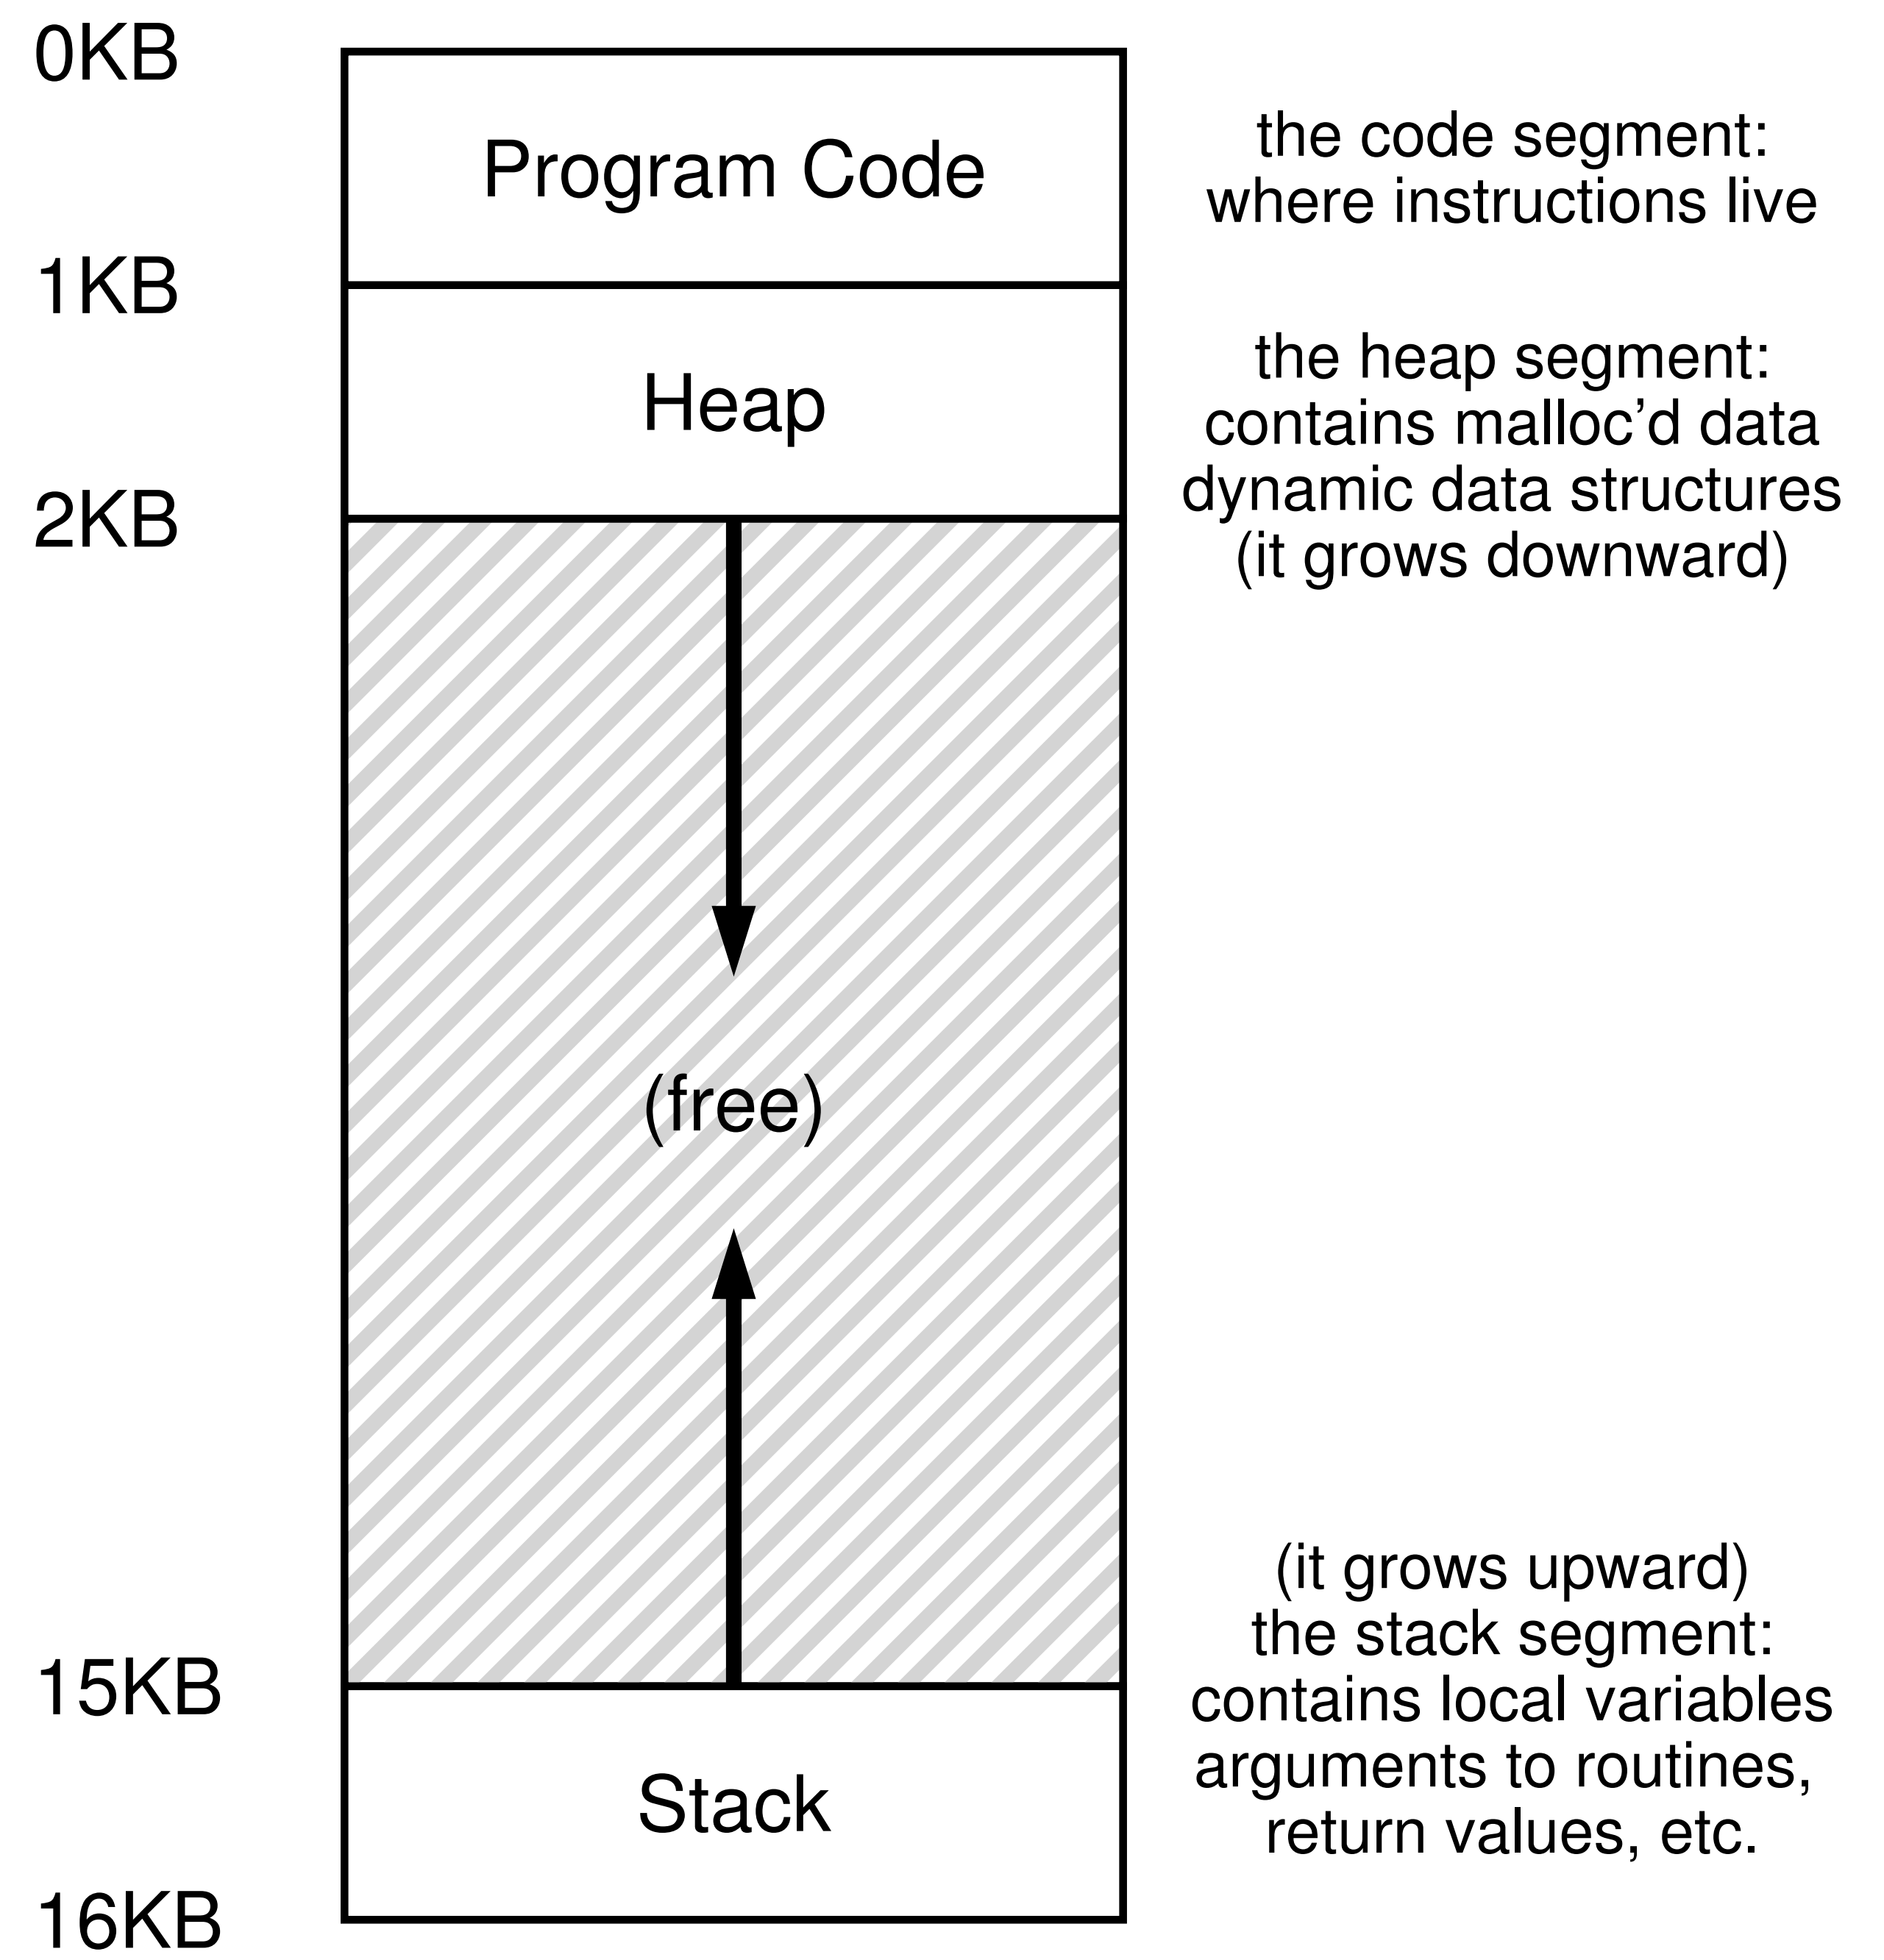 0KB
Program Code
the code segment:
where instructions live
1KB
Heap
the heap segment:
contains malloc’d data
dynamic data structures
(it grows downward)
2KB
(free)
(it grows upward)
the stack segment:
contains local variables
arguments to routines,
return values, etc.
15KB
Stack
16KB